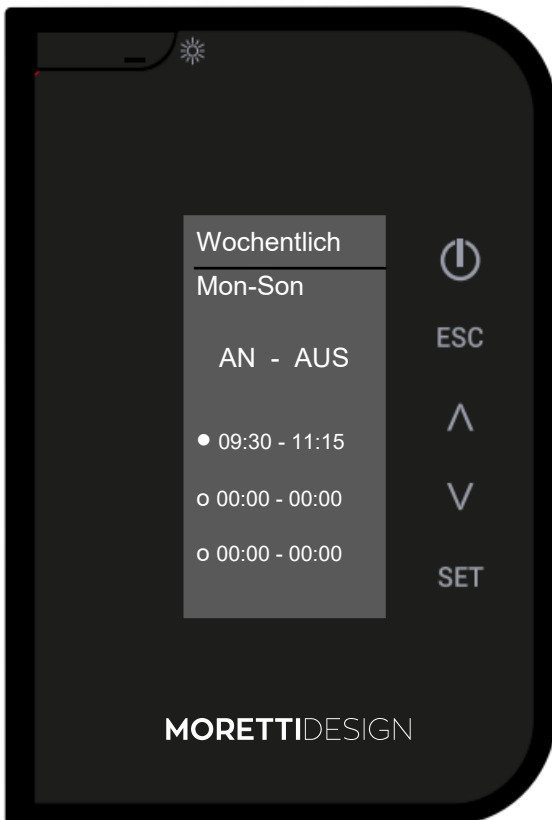 Wochentlich
Mon-Son
AN - AUS
● 09:30 - 11:15
o 00:00 - 00:00
o 00:00 - 00:00
ESC
SET
MORETTIDESIGN